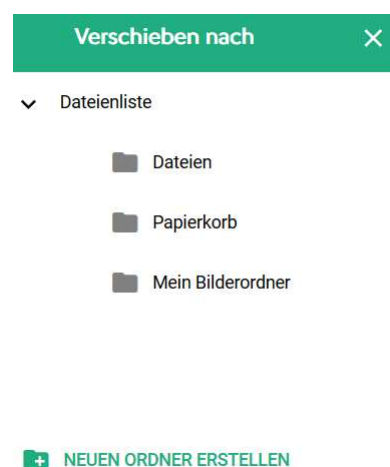 Verschieben nach
Dateienliste
Dateien
Papierkorb
Mein Bilderordner
NEUEN ORDNER ERSTELLEN